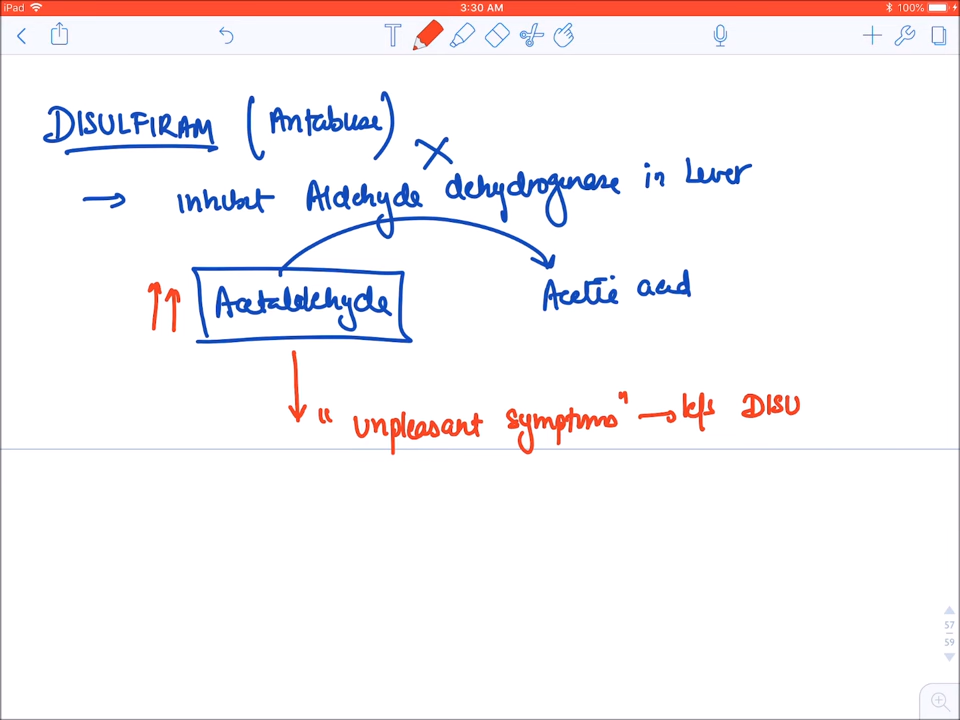 iPad 3:30 AM 100%
T
DISULFIRAM (Antabuse)
→ inhibit Aldehyde dehydrogenase in Lever
↑↑ Acetaldehyde Acetic acid
" unpleasant symptoms" → k/s DISU
57
59